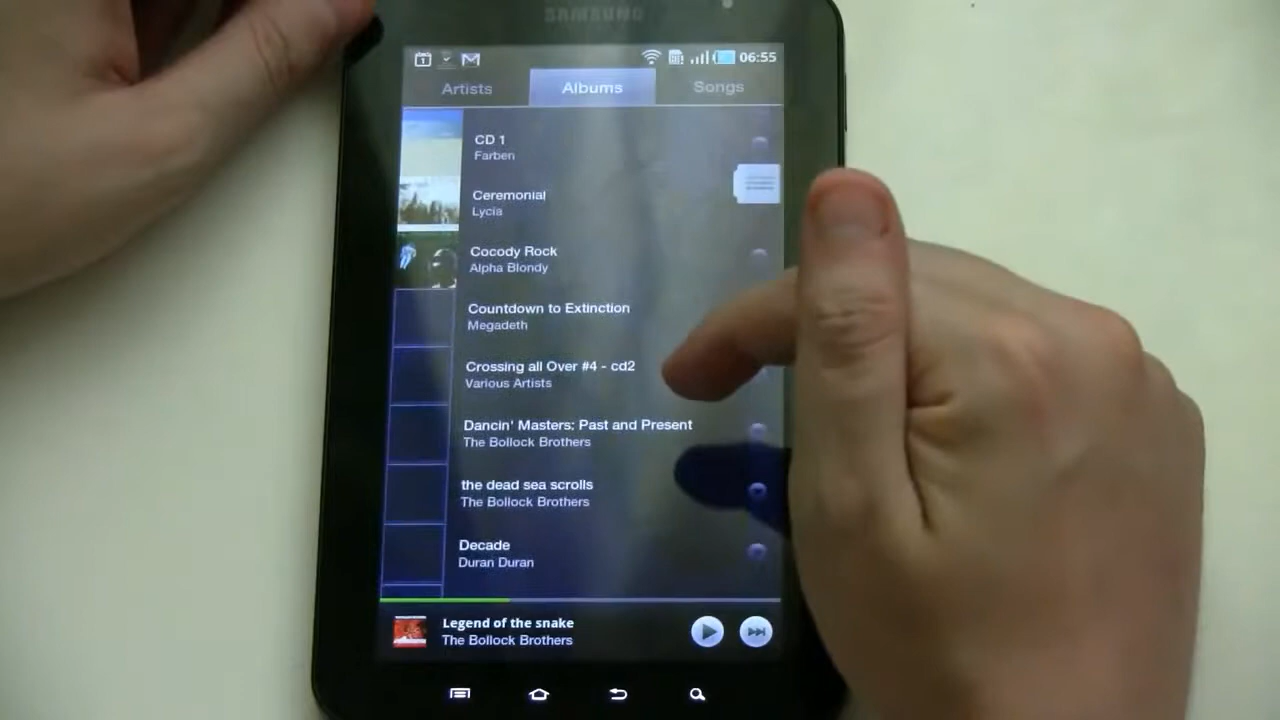 SAMSUNG
06:55
Artists
Albums
Songs
CD 1
Farben
Ceremonial
Lycia
Cocody Rock
Alpha Blondy
Countdown to Extinction
Megadeth
Crossing all Over #4 - cd2
Various Artists
Dancin' Masters: Past and Present
The Bollock Brothers
the dead sea scrolls
The Bollock Brothers
Decade
Duran Duran
Legend of the snake
The Bollock Brothers